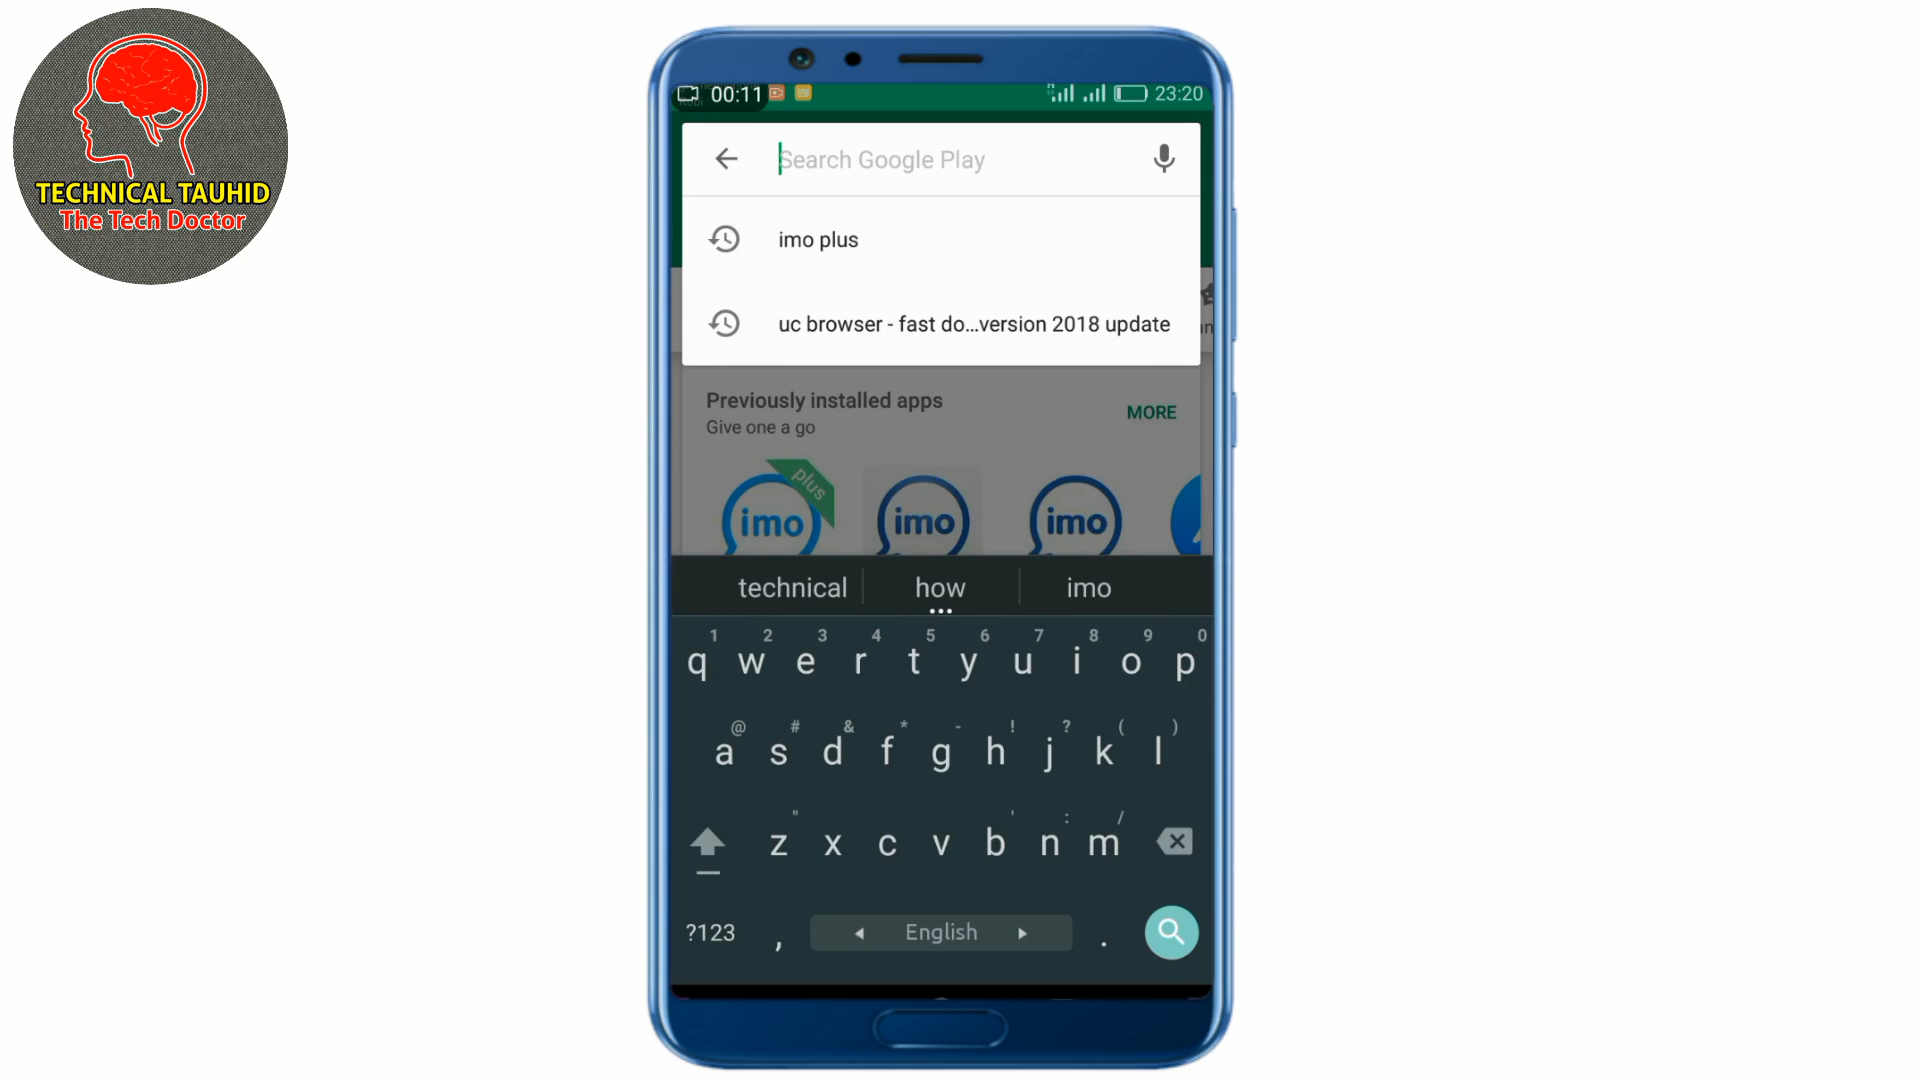 TECHNICAL TAUHID
The Tech Doctor
00:11
23:20
Search Google Play
imo plus
uc browser - fast do...version 2018 update
Previously installed apps
MORE
Give one a go
plus
imo
imo
imo
technical
how
imo
1 2 3 4 5 6 7 8 9 0
q w e r t y u i o p
@ # & * - ! ? ( )
a s d f g h j k l
" ' : /
z x c v b n m
?123 , English .